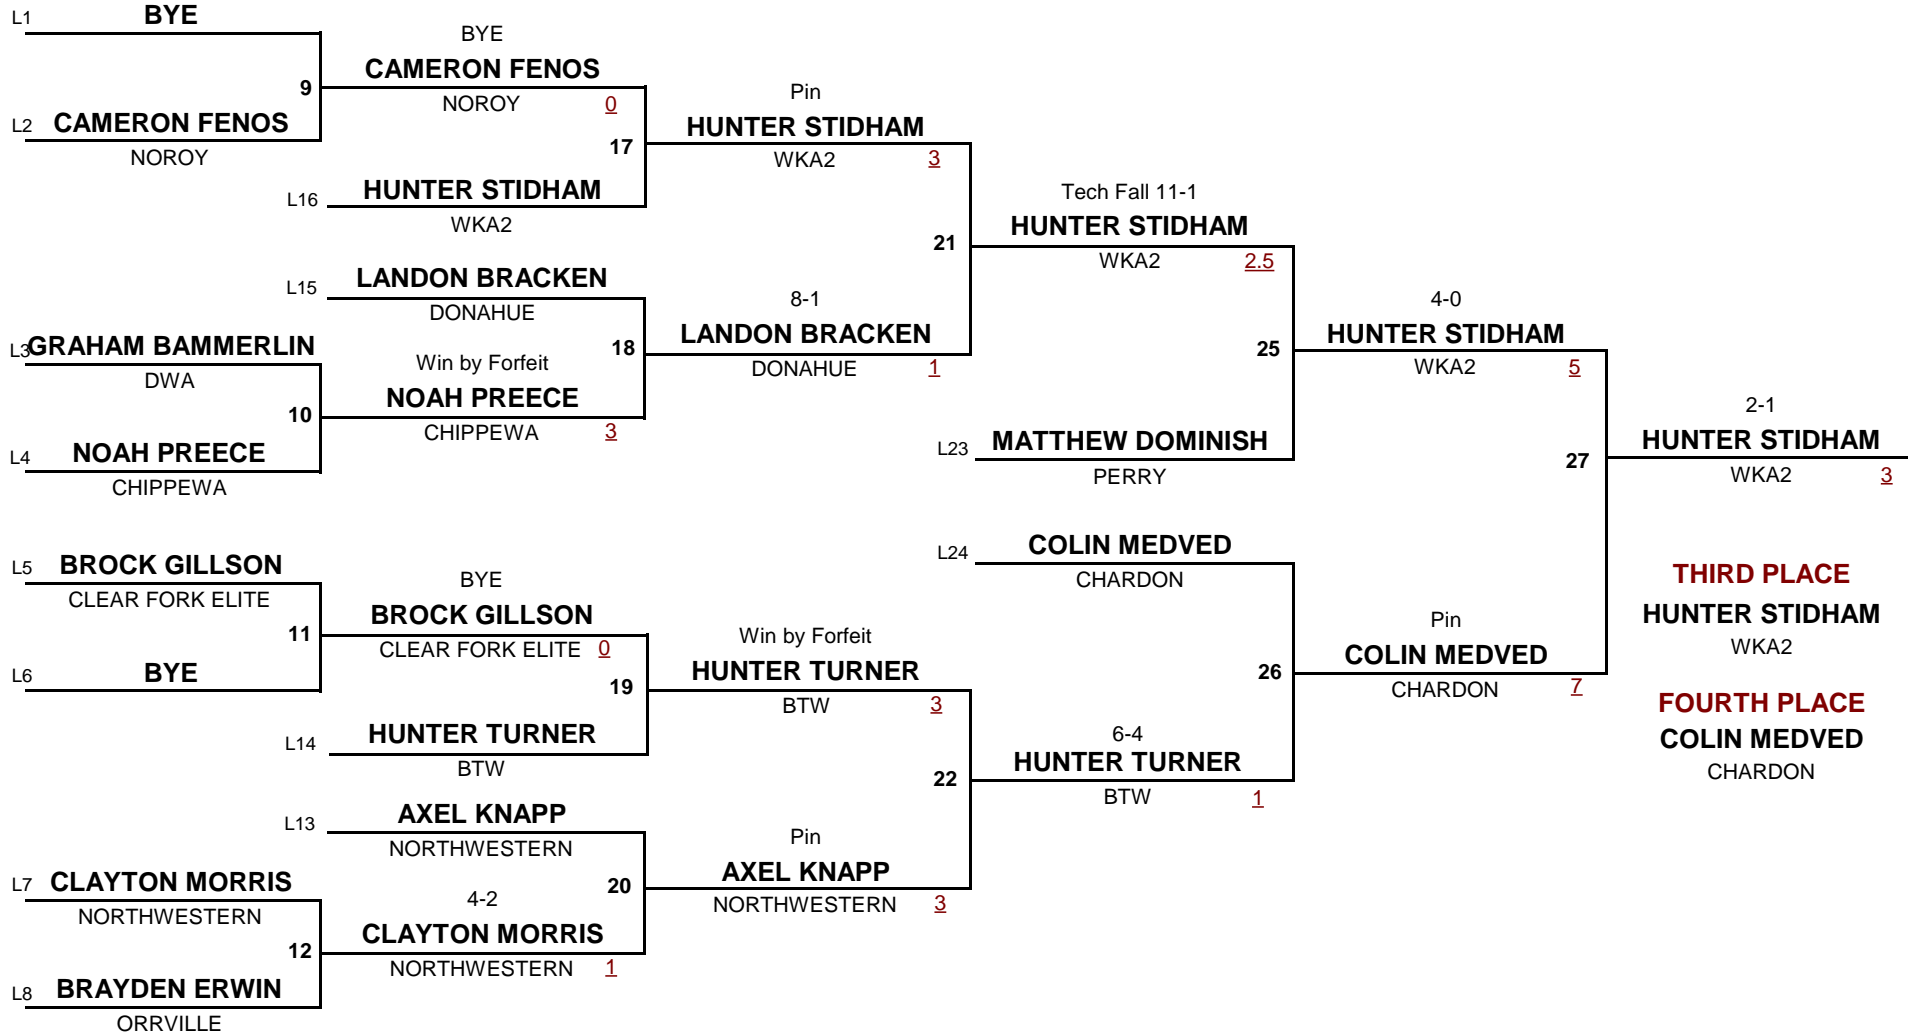 L1 BYE
BYE
CAMERON FENOS
9
NOROY 0
L2 CAMERON FENOS
NOROY
Pin
HUNTER STIDHAM
17
WKA2 3
L16 HUNTER STIDHAM
WKA2
Tech Fall 11-1
HUNTER STIDHAM
21
WKA2 2.5
L15 LANDON BRACKEN
DONAHUE
8-1
LANDON BRACKEN
18
DONAHUE 1
L3 GRAHAM BAMMERLIN
DWA
Win by Forfeit
NOAH PREECE
10
CHIPPEWA 3
L4 NOAH PREECE
CHIPPEWA
4-0
HUNTER STIDHAM
25
WKA2 5
L23 MATTHEW DOMINISH
PERRY
2-1
HUNTER STIDHAM
27
WKA2 3
L5 BROCK GILLSON
CLEAR FORK ELITE
BYE
BROCK GILLSON
11
CLEAR FORK ELITE 0
L6 BYE
Win by Forfeit
HUNTER TURNER
19
BTW 3
L14 HUNTER TURNER
BTW
L24 COLIN MEDVED
CHARDON
Pin
COLIN MEDVED
26
CHARDON 7
6-4
HUNTER TURNER
22
BTW 1
L13 AXEL KNAPP
NORTHWESTERN
Pin
AXEL KNAPP
20
NORTHWESTERN 3
L7 CLAYTON MORRIS
NORTHWESTERN
4-2
CLAYTON MORRIS
12
NORTHWESTERN 1
L8 BRAYDEN ERWIN
ORRVILLE
THIRD PLACE
HUNTER STIDHAM
WKA2
FOURTH PLACE
COLIN MEDVED
CHARDON